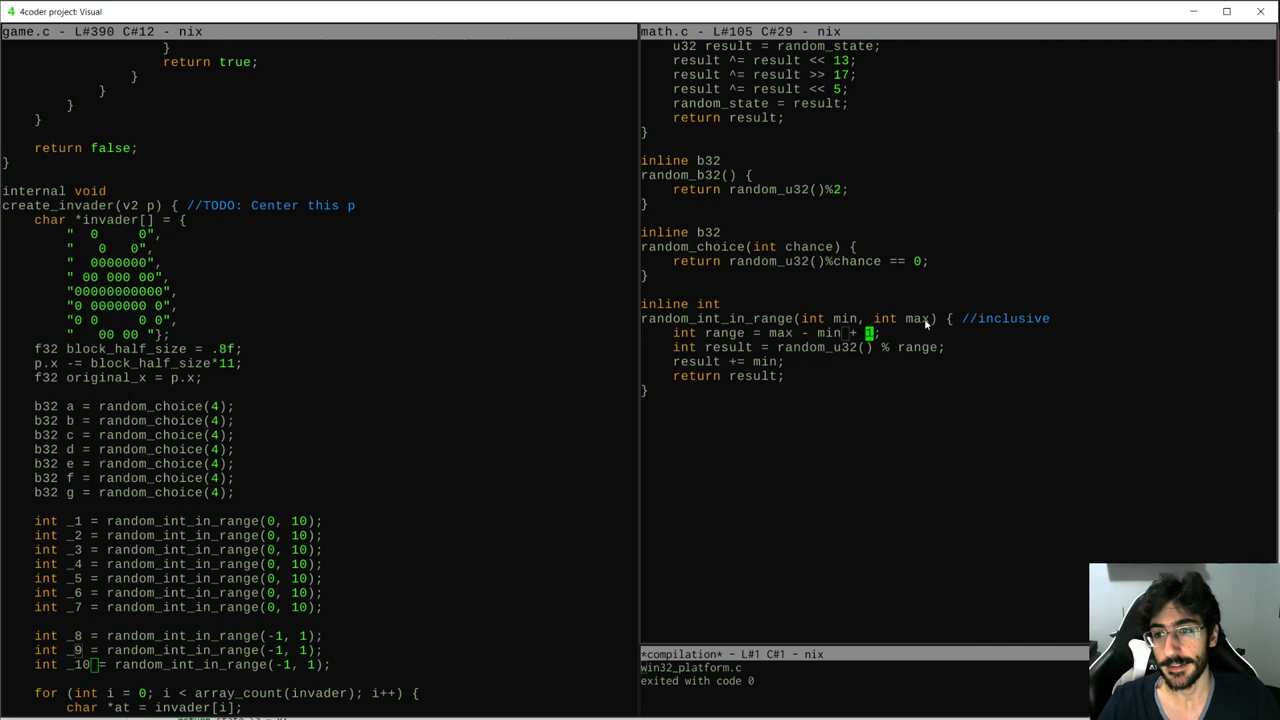 4coder preview: Visual
game.c - L#390 C#12 - nix
}
return true;
}
}
}
}
return false;
}
internal void
create_invader(v2 p) { //TODO: Center this p
char *invader[] = {
"  0     0",
"   0   0",
"  0000000",
" 00 000 00",
"00000000000",
"0 0000000 0",
"0 0     0 0",
"   00 00 "};
f32 block_half_size = .8f;
p.x -= block_half_size*11;
f32 original_x = p.x;
b32 a = random_choice(4);
b32 b = random_choice(4);
b32 c = random_choice(4);
b32 d = random_choice(4);
b32 e = random_choice(4);
b32 f = random_choice(4);
b32 g = random_choice(4);
int _1 = random_int_in_range(0, 10);
int _2 = random_int_in_range(0, 10);
int _3 = random_int_in_range(0, 10);
int _4 = random_int_in_range(0, 10);
int _5 = random_int_in_range(0, 10);
int _6 = random_int_in_range(0, 10);
int _7 = random_int_in_range(0, 10);
int _8 = random_int_in_range(-1, 1);
int _9 = random_int_in_range(-1, 1);
int _10 = random_int_in_range(-1, 1);
for (int i = 0; i < array_count(invader); i++) {
char *at = invader[i];
math.c - L#105 C#29 - nix
u32 result = random_state;
result ^= result << 13;
result ^= result >> 17;
result ^= result << 5;
random_state = result;
return result;
}
inline b32
random_b32() {
return random_u32()%2;
}
inline b32
random_choice(int chance) {
return random_u32()%chance == 0;
}
inline int
random_int_in_range(int min, int max) { //inclusive
int range = max - min + 1;
int result = random_u32() % range;
result += min;
return result;
}
*compilation* - L#1 C#1 - nix
win32_platform.c
exited with code 0